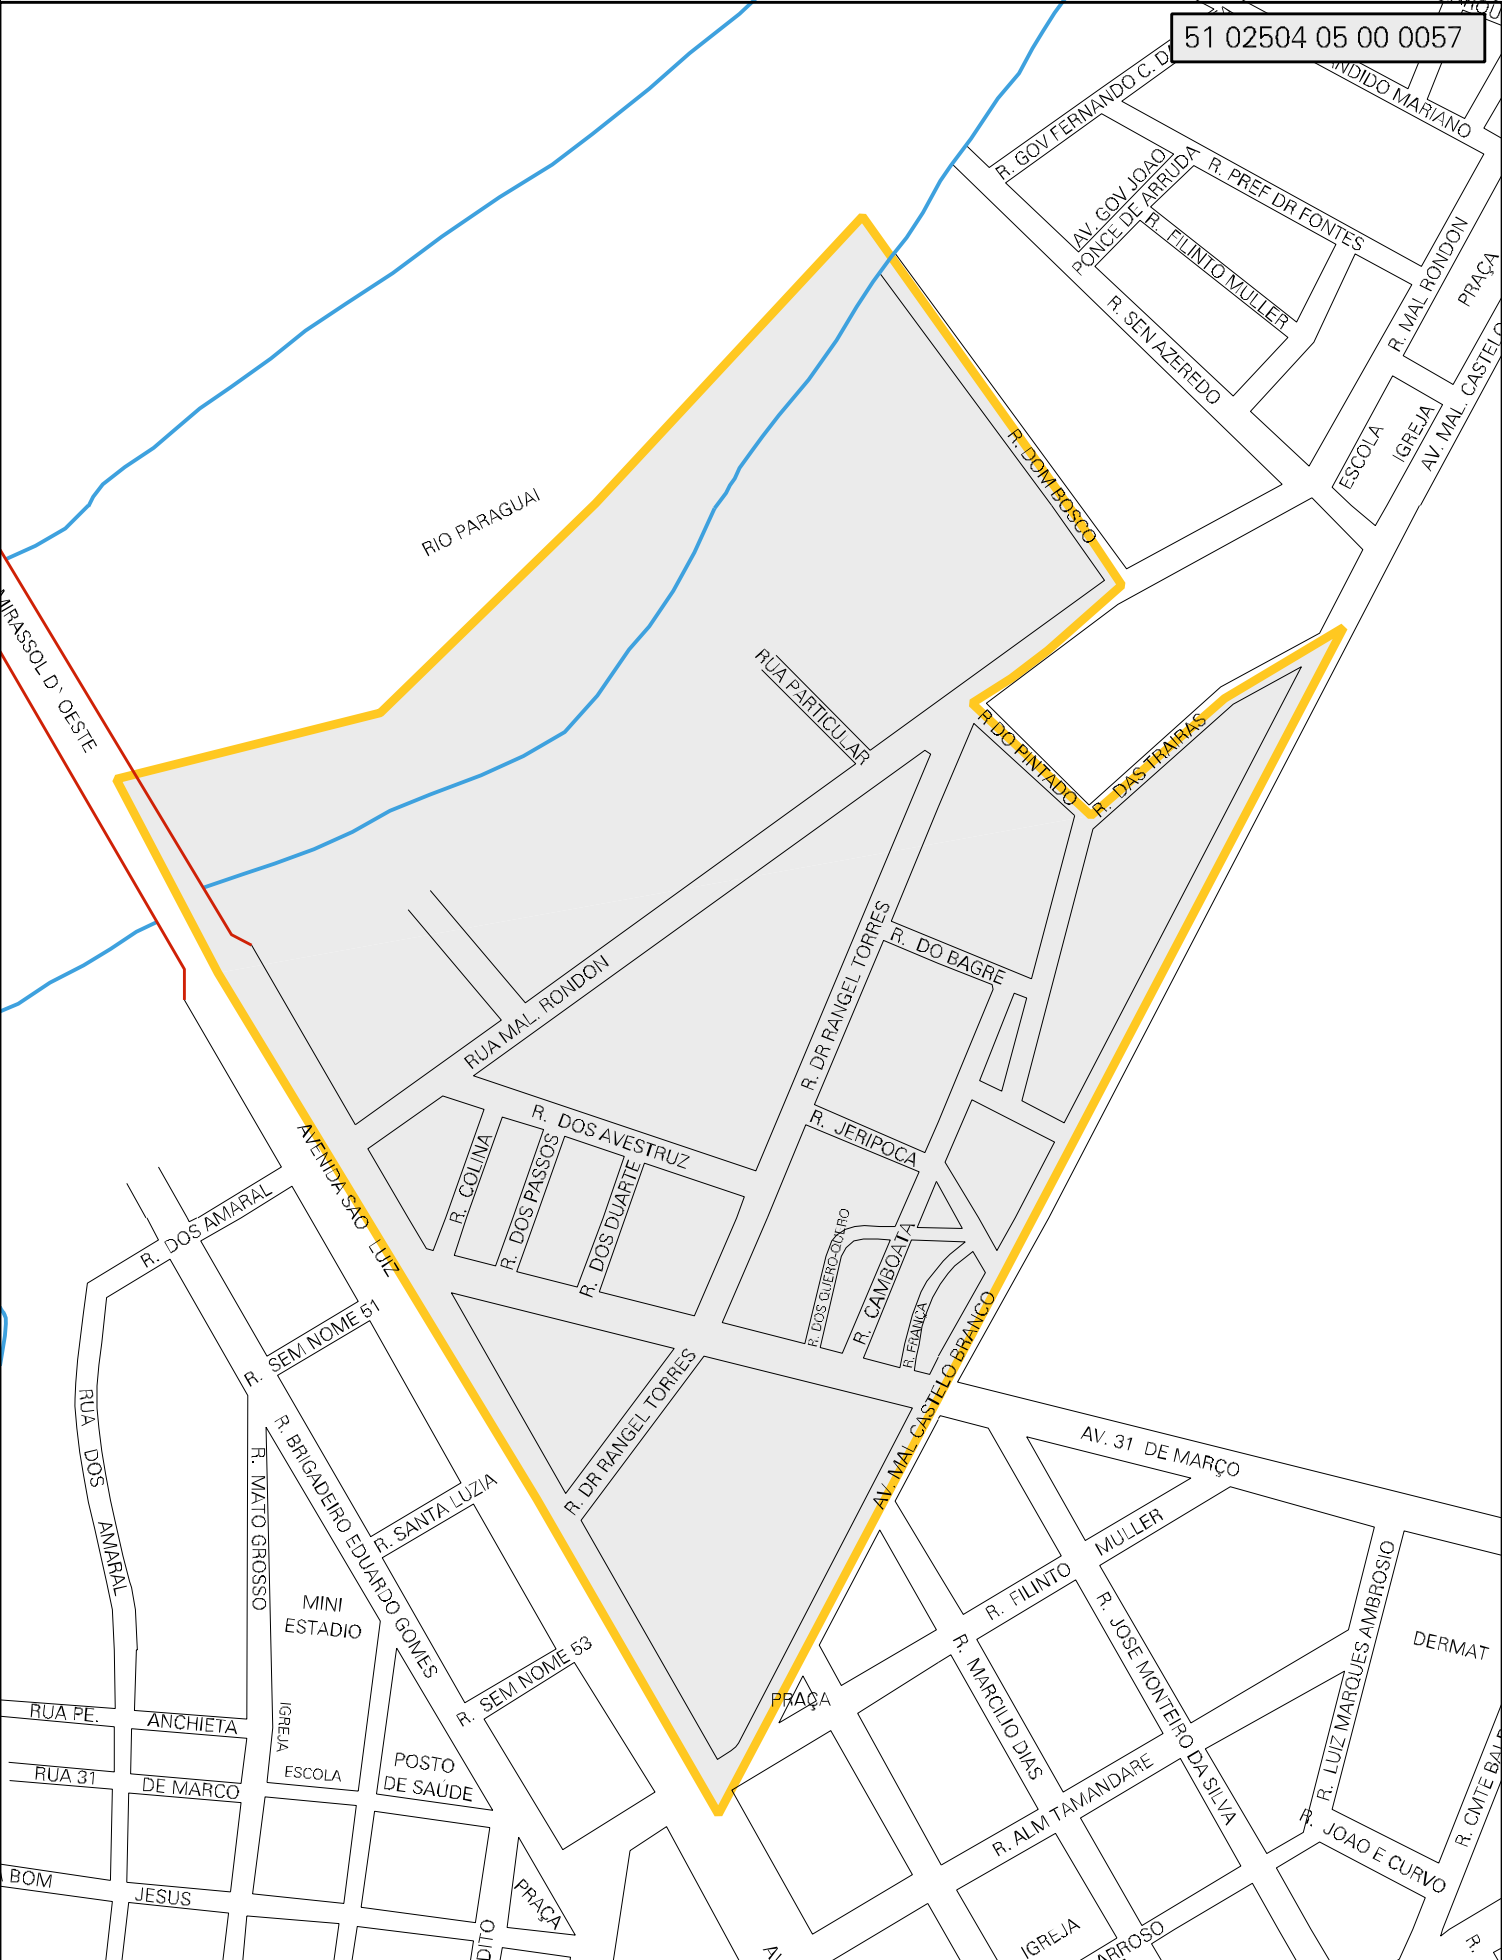 51 02504 05 00 0057
R. GOV FERNANDO C. D
NDIDO MARIANO
AV. GOV JOAO
PONCE DE ARRUDA
R. PREF DR FONTES
R. FILINTO MULLER
R. MAL RONDON
PRAÇA
R. SEN AZEREDO
AV. MAL. CASTELO
ESCOLA
IGREJA
R. DOM BOSCO
RIO PARAGUAI
MIRASSOL D` OESTE
RUA PARTICULAR
R DO PINTADO
R. DAS TRAIRAS
R. DR RANGEL TORRES
R. DO BAGRE
RUA MAL. RONDON
R. DOS AVESTRUZ
R. JERIPOCA
R. COLINA
R. DOS PASSOS
R. DOS DUARTE
AVENIDA SAO LUIZ
R. DOS AMARAL
R. DOS QUERO-QUERO
R. CAMBOATA
R. FRANÇA
R. SEM NOME 51
R. DR RANGEL TORRES
AV. MAL CASTELO BRANCO
RUA DOS AMARAL
R. MATO GROSSO
R. BRIGADEIRO EDUARDO GOMES
R. SANTA LUZIA
AV. 31 DE MARÇO
R. FILINTO MULLER
MINI
ESTADIO
R. JOSE MONTEIRO DA SILVA
R. LUIZ MARQUES AMBROSIO
DERMAT
R. SEM NOME 53
R. MARCILIO DIAS
PRAÇA
RUA PE. ANCHIETA
IGREJA
RUA 31 DE MARCO
ESCOLA
POSTO
DE SAÚDE
R. ALM TAMANDARE
R. CMTE BAL
R. JOAO E CURVO
BOM JESUS
PRAÇA
DITO
AV
IGREJA
ARROSO
R.